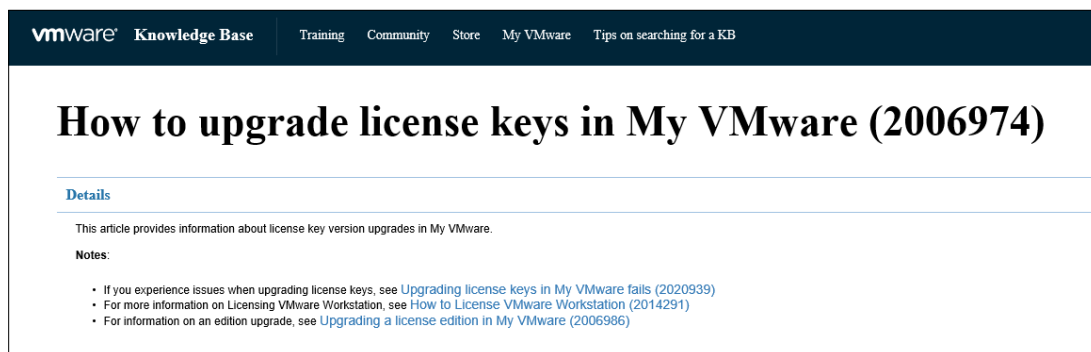 vmware® Knowledge Base Training Community Store My VMware Tips on searching for a KB
How to upgrade license keys in My VMware (2006974)
Details
This article provides information about license key version upgrades in My VMware.
Notes:
• If you experience issues when upgrading license keys, see Upgrading license keys in My VMware fails (2020939)
• For more information on Licensing VMware Workstation, see How to License VMware Workstation (2014291)
• For information on an edition upgrade, see Upgrading a license edition in My VMware (2006986)